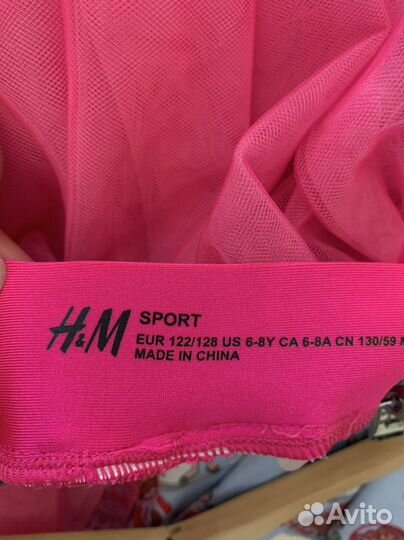 H&M SPORT
EUR 122/128 US 6-8Y CA 6-8A CN 130/59 M
MADE IN CHINA
Avito